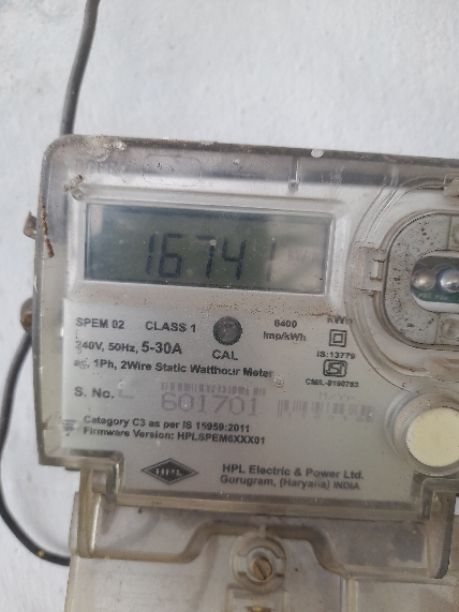 16741
SPEM 02 CLASS 1 6400 kWh
240V, 50Hz, 5-30A Imp/kWh
CAL IS:13779
ac, 1Ph, 2Wire Static Watthour Meter
S. No. 601701
Category C3 as per IS 15959:2011
Firmware Version: HPLSPEM6XXX01
HPL
HPL Electric & Power Ltd.
Gurugram, (Haryana) INDIA